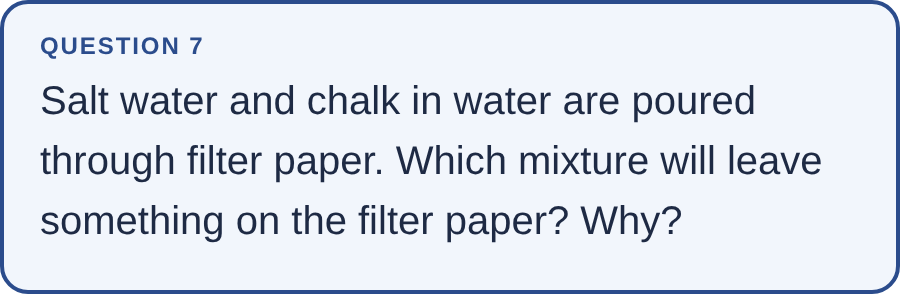 QUESTION 7
Salt water and chalk in water are poured
through filter paper. Which mixture will leave
something on the filter paper? Why?